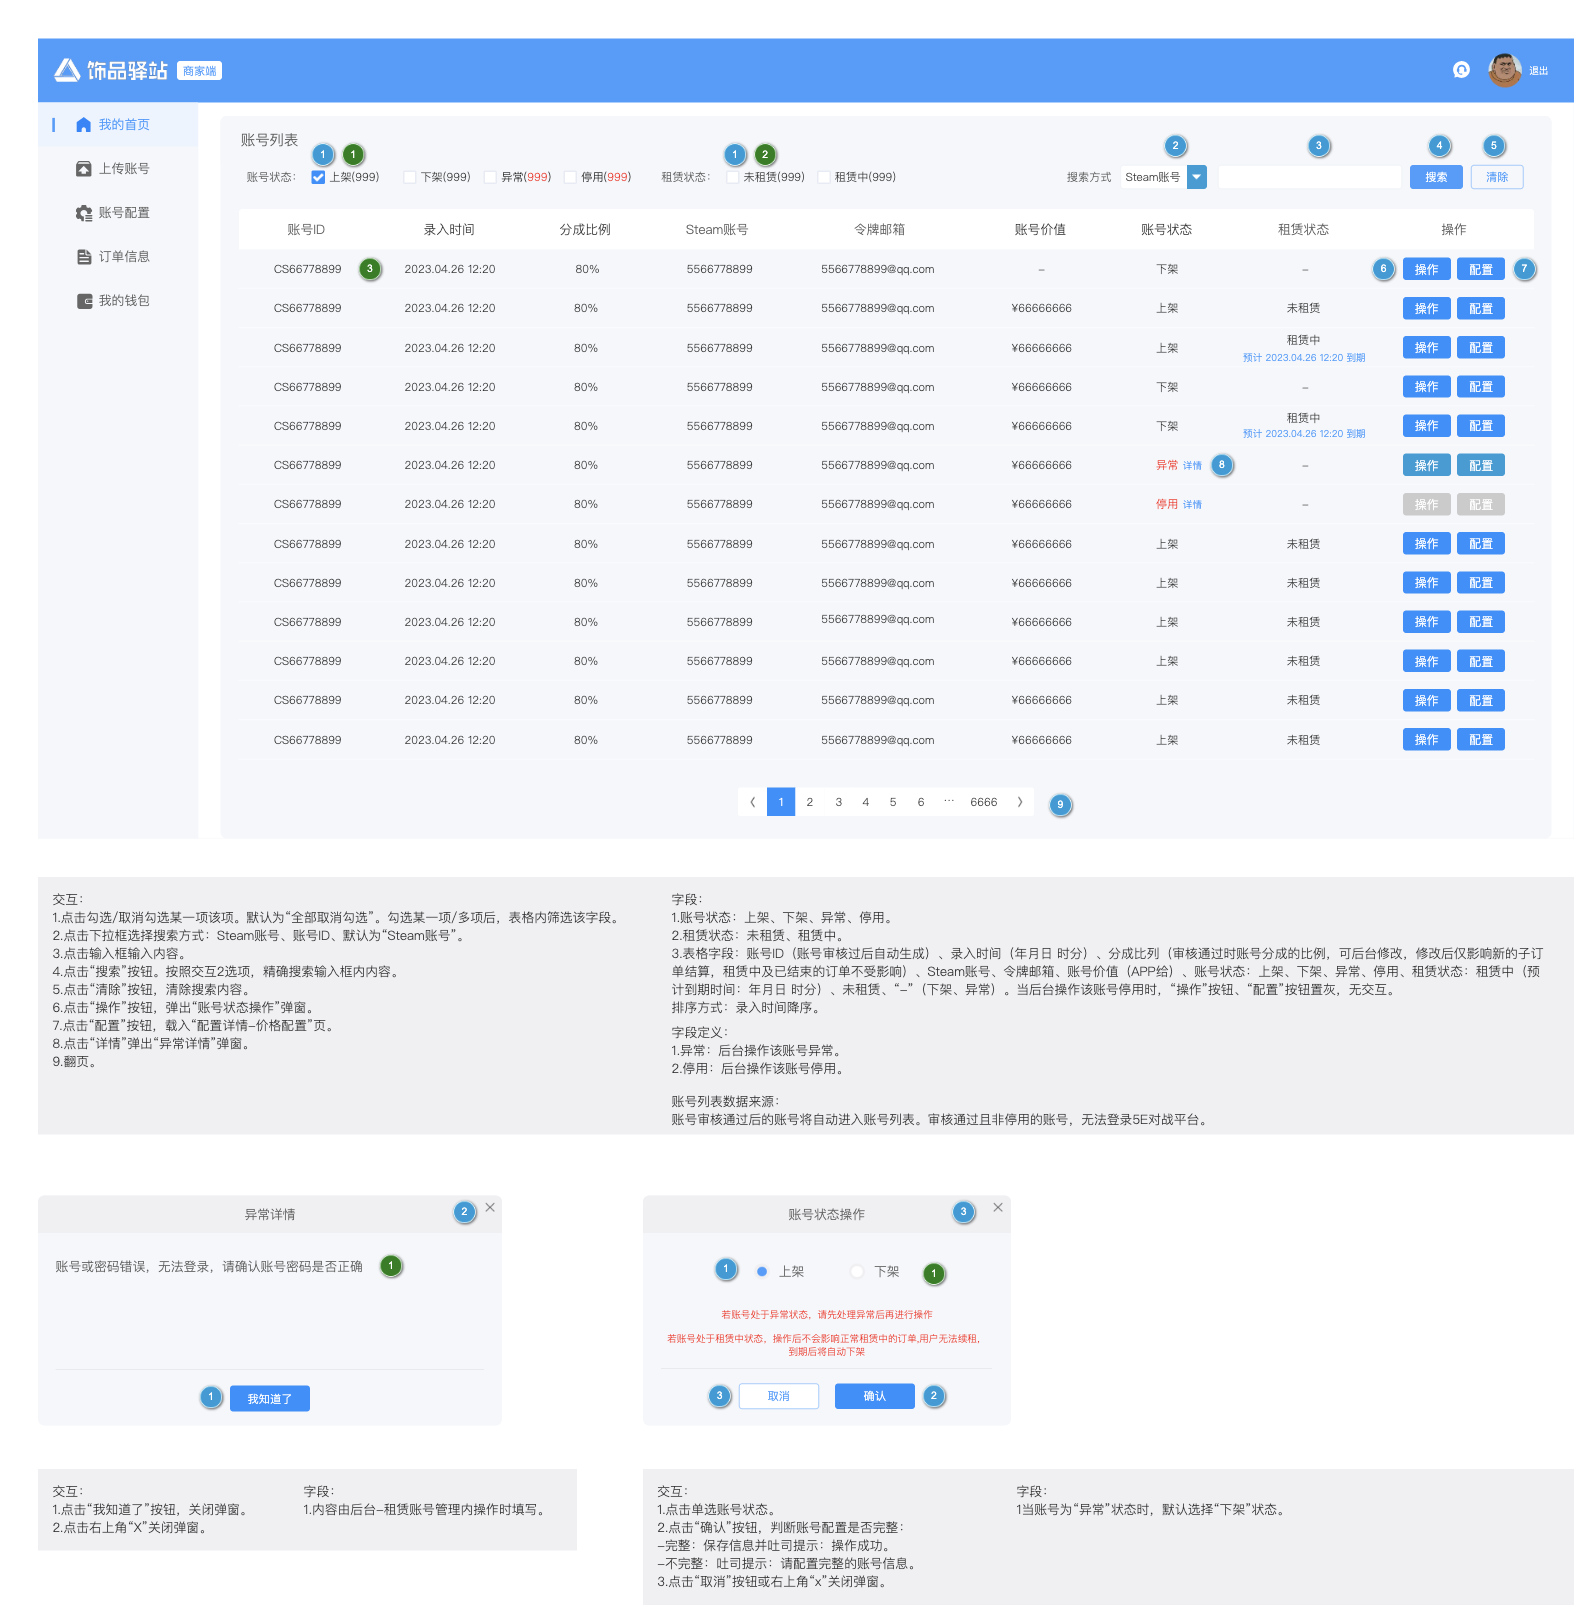 饰品驿站 商家端
退出
我的首页
上传账号
账号配置
订单信息
我的钱包
账号列表
1 1 1 2 2 3 4 5
账号状态： 上架(999) 下架(999) 异常(999) 停用(999) 租赁状态： 未租赁(999) 租赁中(999) 搜索方式 Steam账号 搜索 清除
账号ID 录入时间 分成比例 Steam账号 令牌邮箱 账号价值 账号状态 租赁状态 操作
CS66778899 3 2023.04.26 12:20 80% 5566778899 5566778899@qq.com – 下架 – 6 操作 配置 7
CS66778899 2023.04.26 12:20 80% 5566778899 5566778899@qq.com ¥66666666 上架 未租赁 操作 配置
CS66778899 2023.04.26 12:20 80% 5566778899 5566778899@qq.com ¥66666666 上架 租赁中 操作 配置
预计 2023.04.26 12:20 到期
CS66778899 2023.04.26 12:20 80% 5566778899 5566778899@qq.com ¥66666666 下架 – 操作 配置
CS66778899 2023.04.26 12:20 80% 5566778899 5566778899@qq.com ¥66666666 下架 租赁中 操作 配置
预计 2023.04.26 12:20 到期
CS66778899 2023.04.26 12:20 80% 5566778899 5566778899@qq.com ¥66666666 异常 详情 8 – 操作 配置
CS66778899 2023.04.26 12:20 80% 5566778899 5566778899@qq.com ¥66666666 停用 详情 – 操作 配置
CS66778899 2023.04.26 12:20 80% 5566778899 5566778899@qq.com ¥66666666 上架 未租赁 操作 配置
CS66778899 2023.04.26 12:20 80% 5566778899 5566778899@qq.com ¥66666666 上架 未租赁 操作 配置
CS66778899 2023.04.26 12:20 80% 5566778899 5566778899@qq.com ¥66666666 上架 未租赁 操作 配置
CS66778899 2023.04.26 12:20 80% 5566778899 5566778899@qq.com ¥66666666 上架 未租赁 操作 配置
CS66778899 2023.04.26 12:20 80% 5566778899 5566778899@qq.com ¥66666666 上架 未租赁 操作 配置
CS66778899 2023.04.26 12:20 80% 5566778899 5566778899@qq.com ¥66666666 上架 未租赁 操作 配置
1 2 3 4 5 6 ··· 6666 9
交互：
1.点击勾选/取消勾选某一项该项。默认为“全部取消勾选”。勾选某一项/多项后，表格内筛选该字段。
2.点击下拉框选择搜索方式：Steam账号、账号ID、默认为“Steam账号”。
3.点击输入框输入内容。
4.点击“搜索”按钮。按照交互2选项，精确搜索输入框内内容。
5.点击“清除”按钮，清除搜索内容。
6.点击“操作”按钮，弹出“账号状态操作”弹窗。
7.点击“配置”按钮，载入“配置详情–价格配置”页。
8.点击“详情”弹出“异常详情”弹窗。
9.翻页。
字段：
1.账号状态：上架、下架、异常、停用。
2.租赁状态：未租赁、租赁中。
3.表格字段：账号ID（账号审核过后自动生成）、录入时间（年月日 时分）、分成比列（审核通过时账号分成的比例，可后台修改，修改后仅影响新的子订
单结算，租赁中及已结束的订单不受影响）、Steam账号、令牌邮箱、账号价值（APP给）、账号状态：上架、下架、异常、停用、租赁状态：租赁中（预
计到期时间：年月日 时分）、未租赁、“–”（下架、异常）。当后台操作该账号停用时，“操作”按钮、“配置”按钮置灰，无交互。
排序方式：录入时间降序。
字段定义：
1.异常：后台操作该账号异常。
2.停用：后台操作该账号停用。
账号列表数据来源：
账号审核通过后的账号将自动进入账号列表。审核通过且非停用的账号，无法登录5E对战平台。
异常详情 2
账号或密码错误，无法登录，请确认账号密码是否正确 1
1 我知道了
账号状态操作 3
1 上架 下架 1
若账号处于异常状态，请先处理异常后再进行操作
若账号处于租赁中状态，操作后不会影响正常租赁中的订单,用户无法续租，
到期后将自动下架
3 取消 确认 2
交互：
1.点击“我知道了”按钮，关闭弹窗。
2.点击右上角“X”关闭弹窗。
字段：
1.内容由后台–租赁账号管理内操作时填写。
交互：
1.点击单选账号状态。
2.点击“确认”按钮，判断账号配置是否完整：
–完整：保存信息并吐司提示：操作成功。
–不完整：吐司提示：请配置完整的账号信息。
3.点击“取消”按钮或右上角“x”关闭弹窗。
字段：
1当账号为“异常”状态时，默认选择“下架”状态。